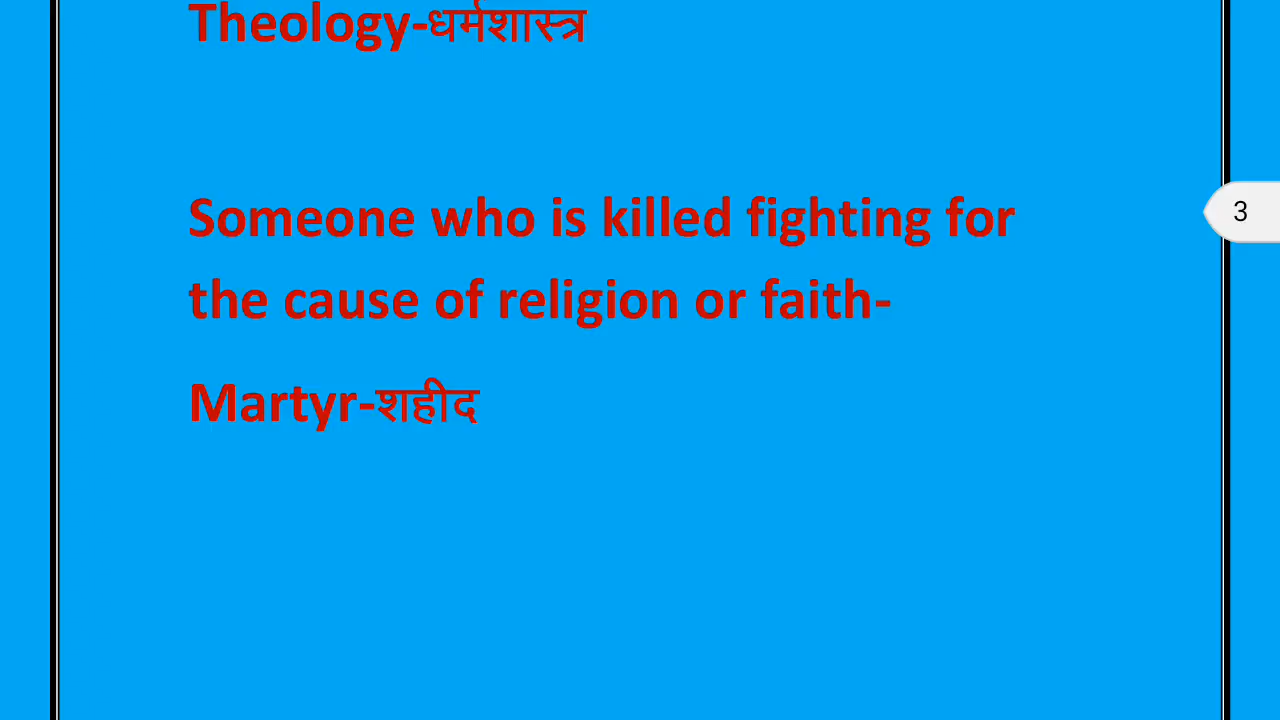 Theology-धर्मशास्त्र
Someone who is killed fighting for
the cause of religion or faith-
Martyr-शहीद
3